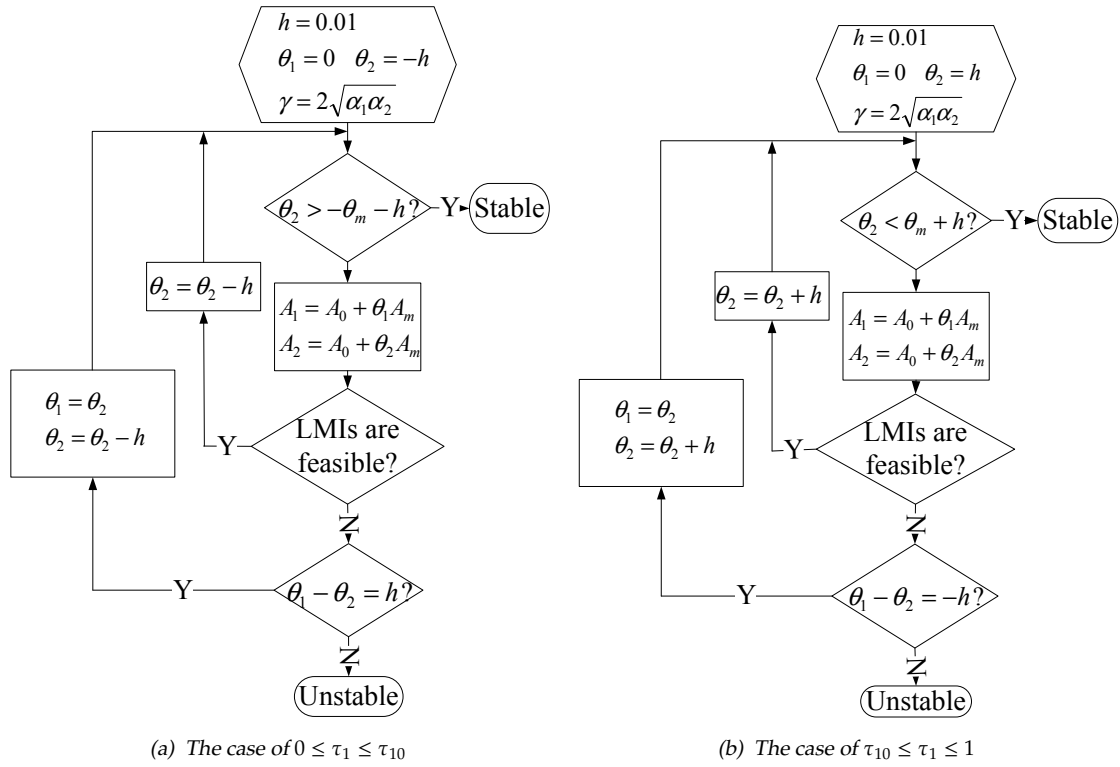 h = 0.01
θ₁ = 0 θ₂ = −h
γ = 2√α₁α₂
θ₂ > −θₘ − h?
Y
Stable
θ₂ = θ₂ − h
A₁ = A₀ + θ₁Aₘ
A₂ = A₀ + θ₂Aₘ
θ₁ = θ₂
θ₂ = θ₂ − h
Y
LMIs are
feasible?
N
Y
θ₁ − θ₂ = h?
N
Unstable
(a) The case of 0 ≤ τ₁ ≤ τ₁₀
h = 0.01
θ₁ = 0 θ₂ = h
γ = 2√α₁α₂
θ₂ < θₘ + h?
Y
Stable
θ₂ = θ₂ + h
A₁ = A₀ + θ₁Aₘ
A₂ = A₀ + θ₂Aₘ
θ₁ = θ₂
θ₂ = θ₂ + h
Y
LMIs are
feasible?
N
Y
θ₁ − θ₂ = −h?
N
Unstable
(b) The case of τ₁₀ ≤ τ₁ ≤ 1